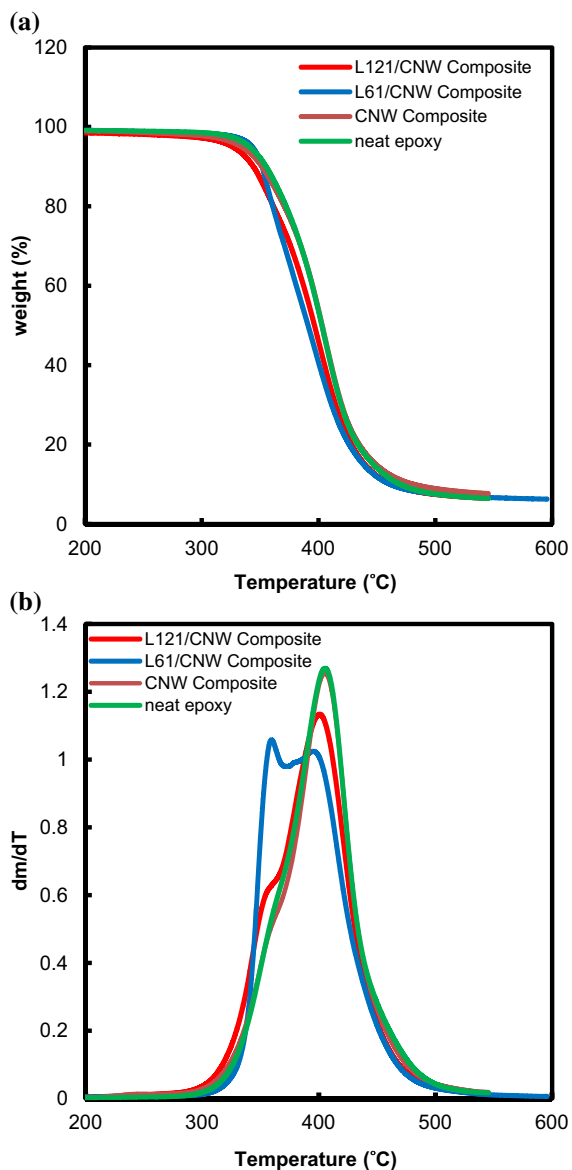 (a)
120
100
80
60
40
20
0
weight (%)
L121/CNW Composite
L61/CNW Composite
CNW Composite
neat epoxy
200 300 400 500 600
Temperature (°C)
(b)
1.4
1.2
1
0.8
0.6
0.4
0.2
0
dm/dT
L121/CNW Composite
L61/CNW Composite
CNW Composite
neat epoxy
200 300 400 500 600
Temperature (°C)